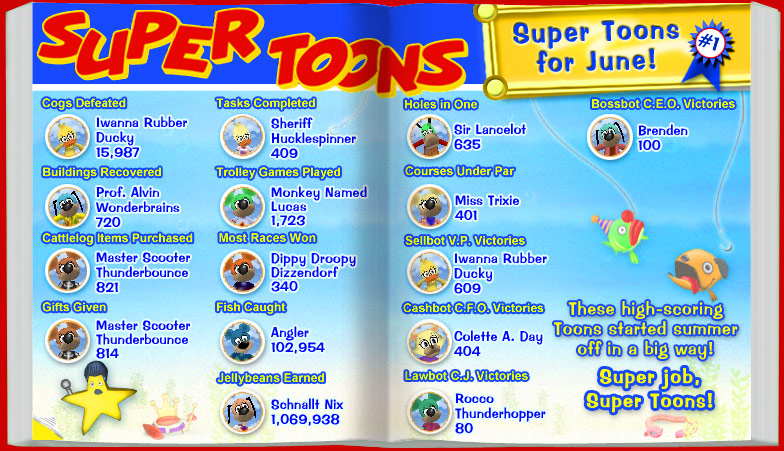 SUPER TOONS
Super Toons
for June!
#1
Cogs Defeated
Iwanna Rubber
Ducky
15,987
Buildings Recovered
Prof. Alvin
Wonderbrains
720
Cattlelog Items Purchased
Master Scooter
Thunderbounce
821
Gifts Given
Master Scooter
Thunderbounce
814
Tasks Completed
Sheriff
Hucklespinner
409
Trolley Games Played
Monkey Named
Lucas
1,723
Most Races Won
Dippy Droopy
Dizzendorf
340
Fish Caught
Angler
102,954
Jellybeans Earned
Schnallt Nix
1,069,938
Holes in One
Sir Lancelot
635
Courses Under Par
Miss Trixie
401
Sellbot V.P. Victories
Iwanna Rubber
Ducky
609
Cashbot C.F.O. Victories
Colette A. Day
404
Lawbot C.J. Victories
Rocco
Thunderhopper
80
Bossbot C.E.O. Victories
Brenden
100
These high-scoring
Toons started summer
off in a big way!
Super job,
Super Toons!